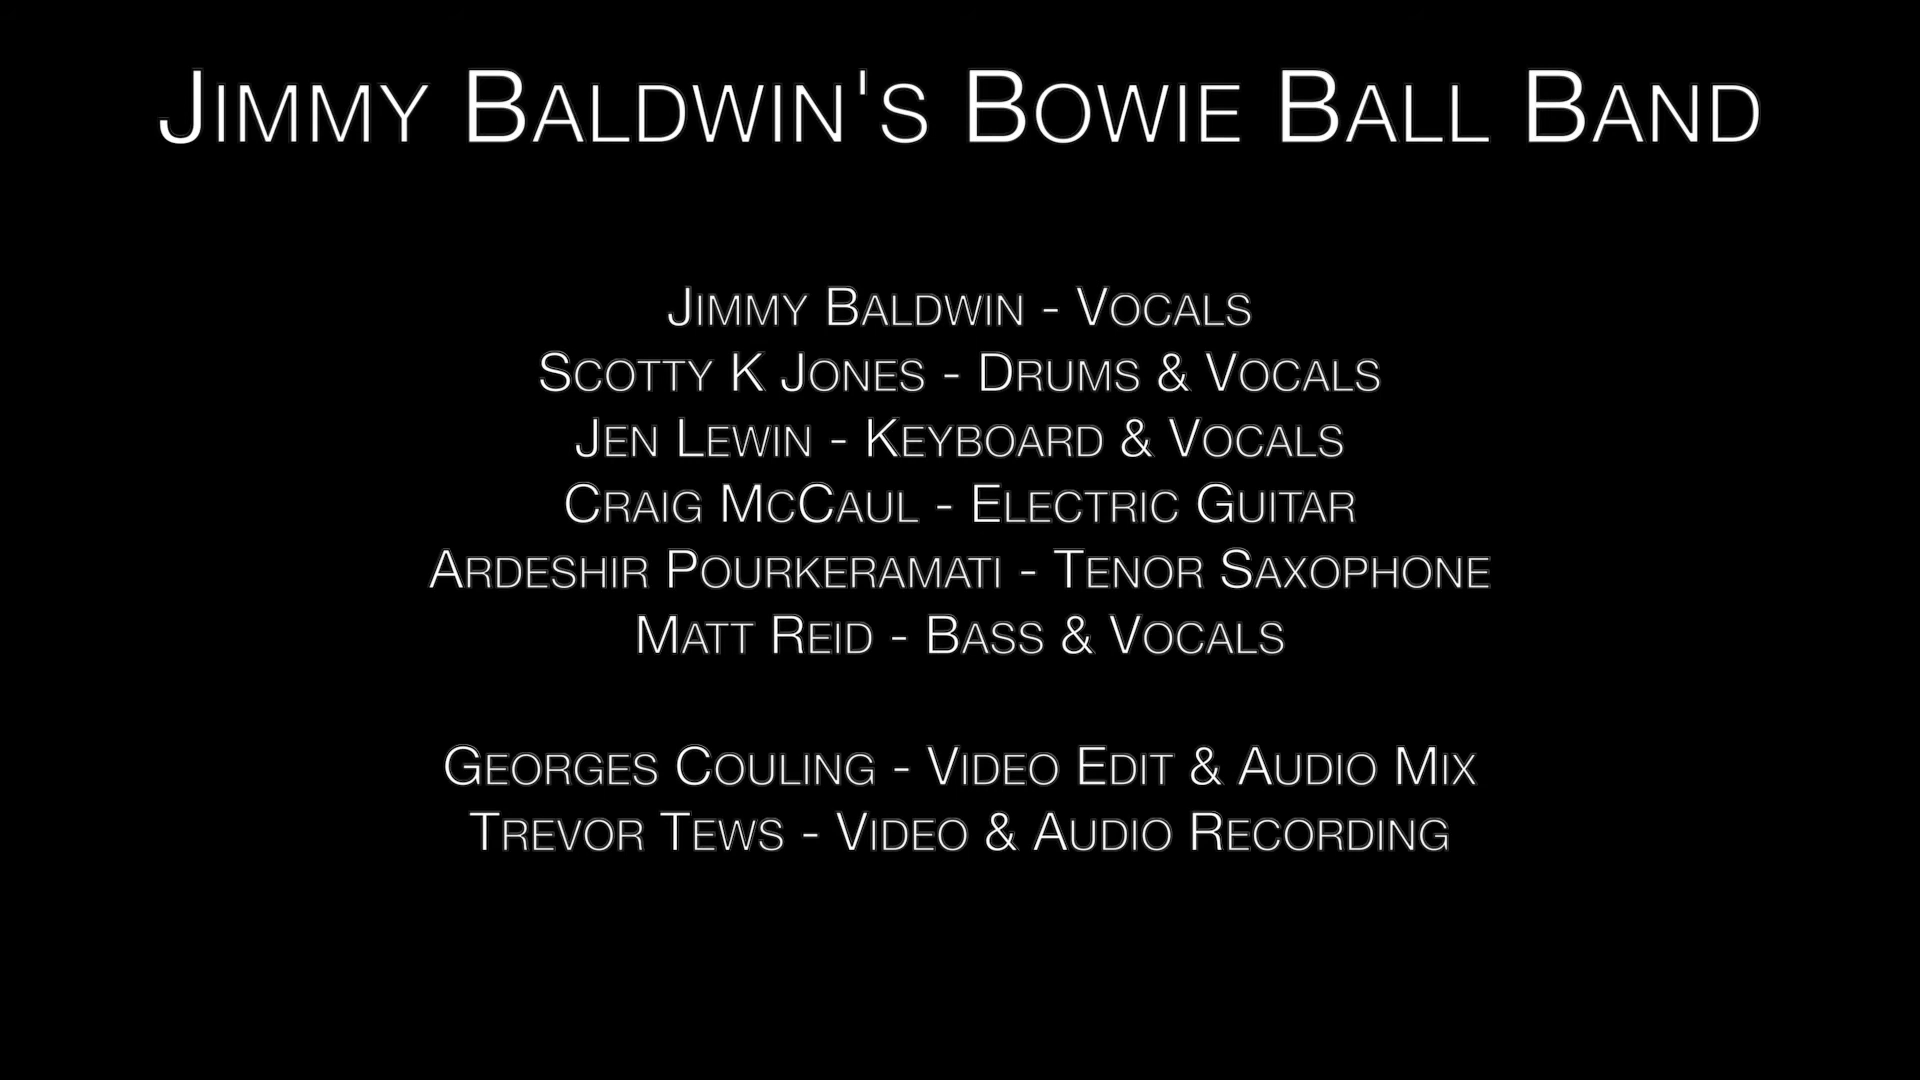 Jimmy Baldwin's Bowie Ball Band
Jimmy Baldwin - Vocals
Scotty K Jones - Drums & Vocals
Jen Lewin - Keyboard & Vocals
Craig McCaul - Electric Guitar
Ardeshir Pourkeramati - Tenor Saxophone
Matt Reid - Bass & Vocals
Georges Couling - Video Edit & Audio Mix
Trevor Tews - Video & Audio Recording